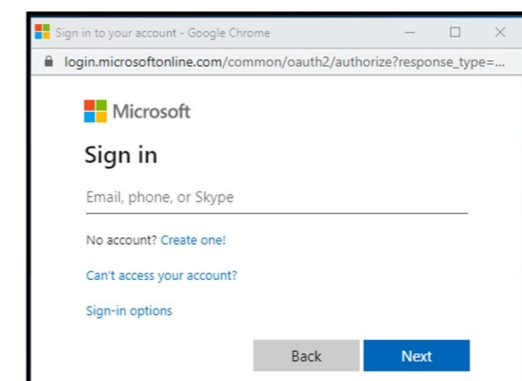 Sign in to your account - Google Chrome
login.microsoftonline.com/common/oauth2/authorize?response_type=...
Microsoft
Sign in
Email, phone, or Skype
No account? Create one!
Can't access your account?
Sign-in options
Back Next